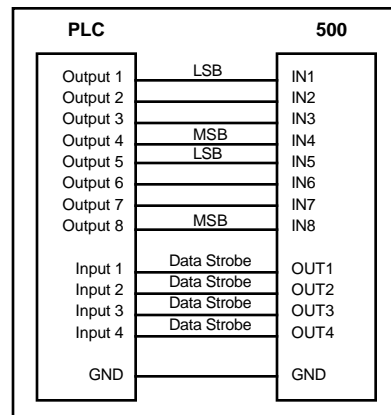 PLC 500
Output 1 LSB IN1
Output 2 IN2
Output 3 IN3
Output 4 MSB IN4
Output 5 LSB IN5
Output 6 IN6
Output 7 IN7
Output 8 MSB IN8
Input 1 Data Strobe OUT1
Input 2 Data Strobe OUT2
Input 3 Data Strobe OUT3
Input 4 Data Strobe OUT4
GND GND